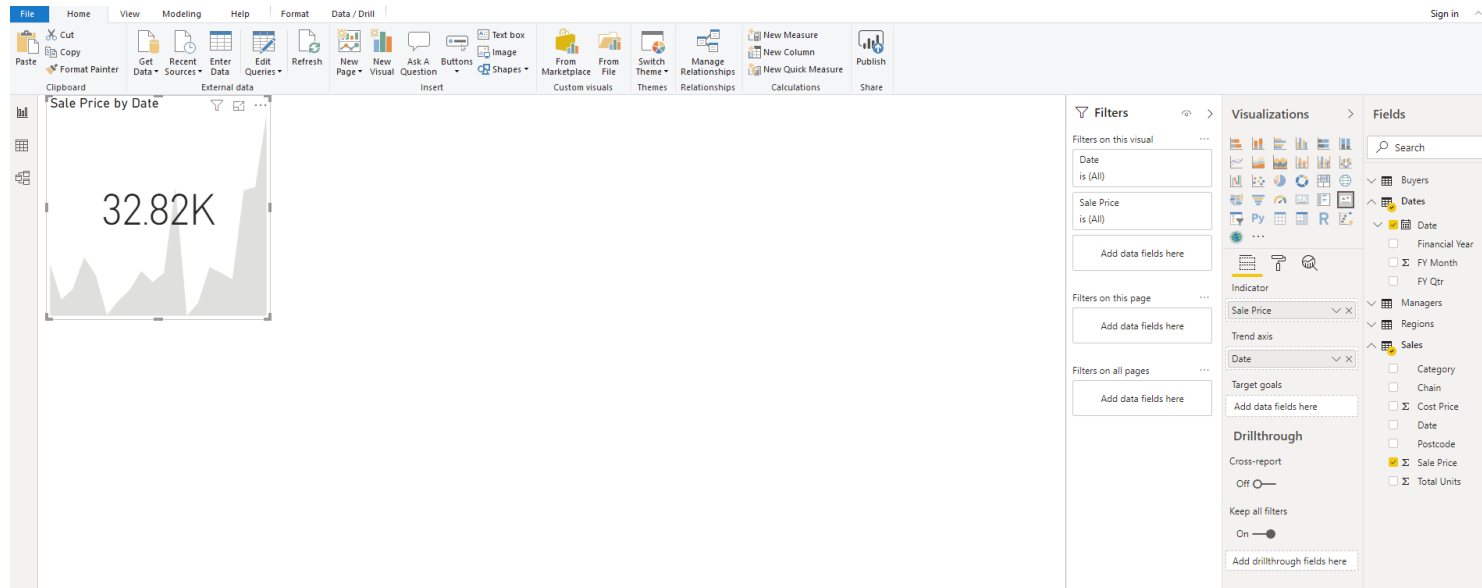 File Home View Modeling Help Format Data / Drill Sign in
Paste
Cut
Copy
Format Painter
Clipboard
Get Data
Recent Sources
Enter Data
Edit Queries
Refresh
External data
New Page
New Visual
Ask A Question
Buttons
Text box
Image
Shapes
Insert
From Marketplace
From File
Custom visuals
Switch Theme
Themes
Manage Relationships
Relationships
New Measure
New Column
New Quick Measure
Calculations
Publish
Share
Sale Price by Date
32.82K
Filters
Filters on this visual
Date
is (All)
Sale Price
is (All)
Add data fields here
Filters on this page
Add data fields here
Filters on all pages
Add data fields here
Visualizations
Py
R
Indicator
Sale Price
Trend axis
Date
Target goals
Add data fields here
Drillthrough
Cross-report
Off
Keep all filters
On
Add drillthrough fields here
Fields
Search
Buyers
Dates
Date
Financial Year
Σ FY Month
FY Qtr
Managers
Regions
Sales
Category
Chain
Σ Cost Price
Date
Postcode
Σ Sale Price
Σ Total Units